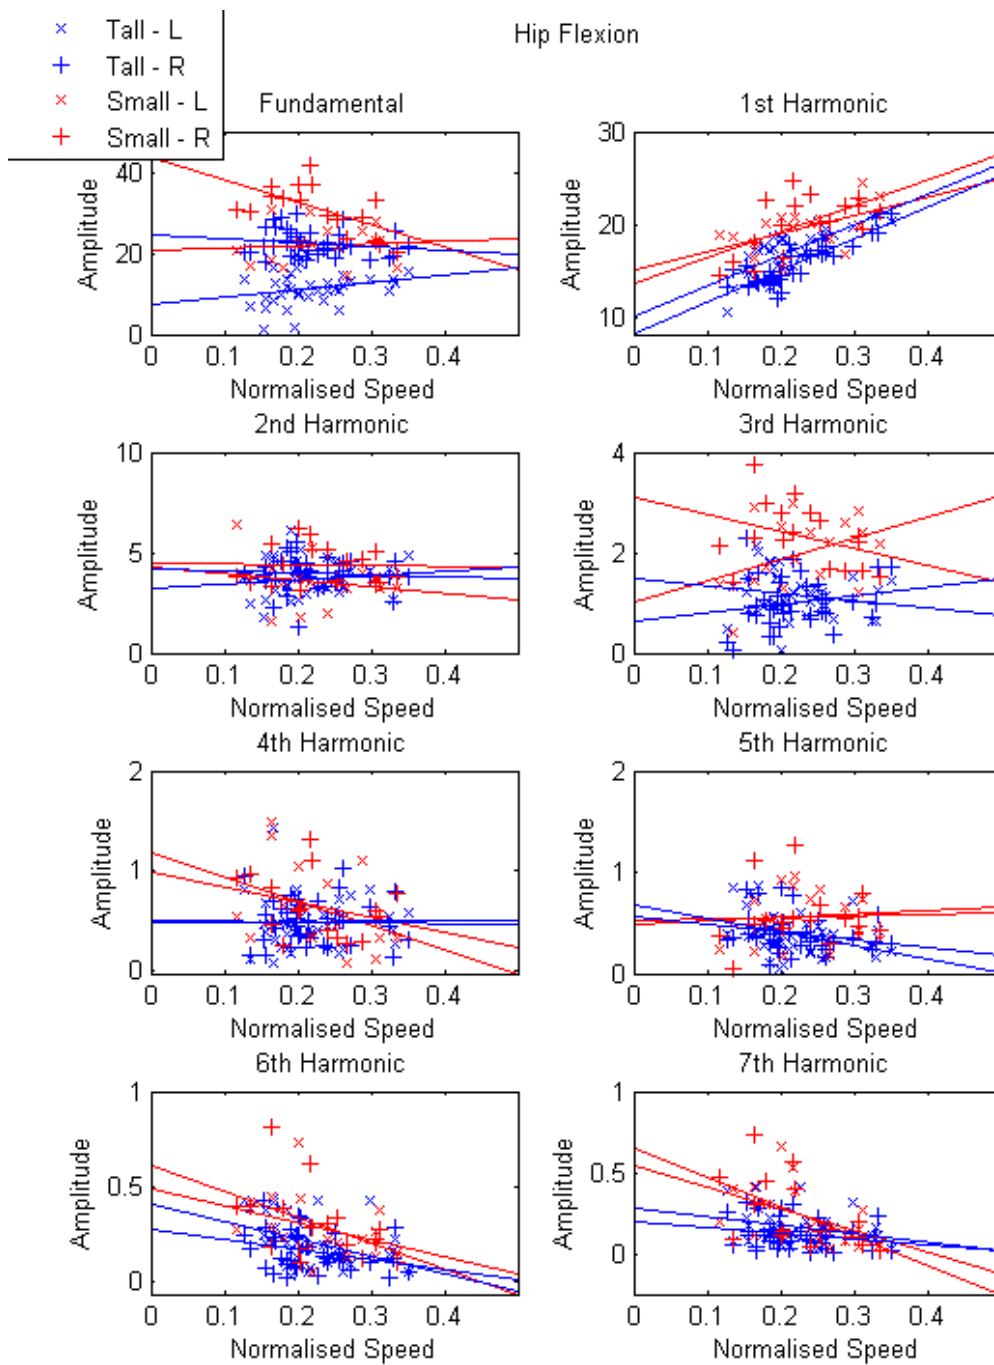 Tall - L
Tall - R
Small - L
Small - R
Hip Flexion
Fundamental
1st Harmonic
40
20
0
Amplitude
0 0.1 0.2 0.3 0.4
Normalised Speed
30
20
10
Amplitude
0 0.1 0.2 0.3 0.4
Normalised Speed
2nd Harmonic
3rd Harmonic
10
5
0
Amplitude
0 0.1 0.2 0.3 0.4
Normalised Speed
4
2
0
Amplitude
0 0.1 0.2 0.3 0.4
Normalised Speed
4th Harmonic
5th Harmonic
2
1
0
Amplitude
0 0.1 0.2 0.3 0.4
Normalised Speed
2
1
0
Amplitude
0 0.1 0.2 0.3 0.4
Normalised Speed
6th Harmonic
7th Harmonic
1
0.5
0
Amplitude
0 0.1 0.2 0.3 0.4
Normalised Speed
1
0.5
0
Amplitude
0 0.1 0.2 0.3 0.4
Normalised Speed